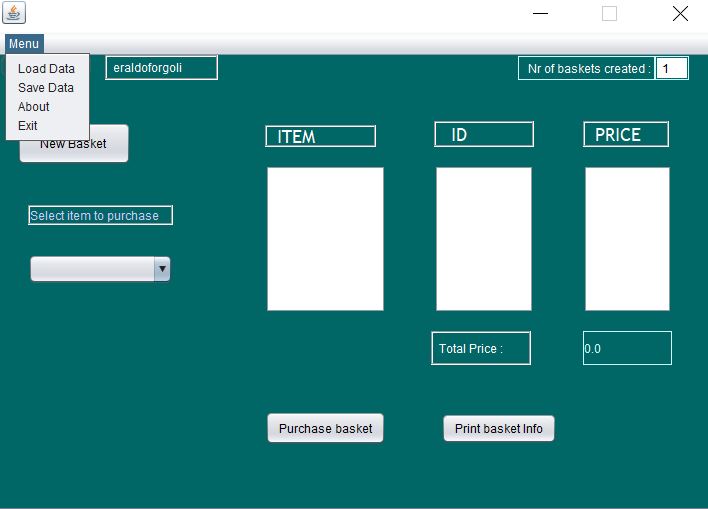 Menu
Load Data
Save Data
About
Exit
eraldoforgoli
Nr of baskets created :
1
New Basket
ITEM
ID
PRICE
Select item to purchase
Total Price :
0.0
Purchase basket
Print basket Info